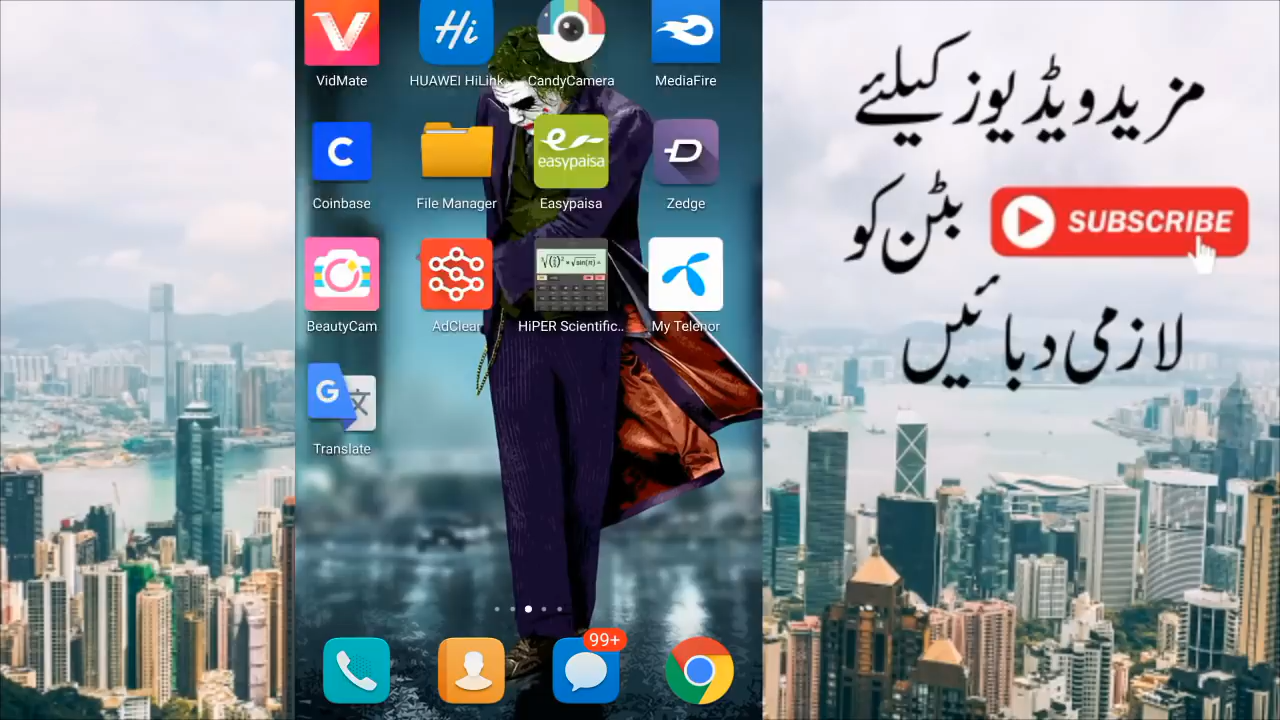 VidMate
HUAWEI HiLink
CandyCamera
MediaFire
Coinbase
File Manager
easypaisa
Easypaisa
Zedge
BeautyCam
AdClear
HiPER Scientific..
My Telenor
Translate
99+
مزید ویڈیوز کیلئے
بٹن کو SUBSCRIBE
لازمی دبائیں